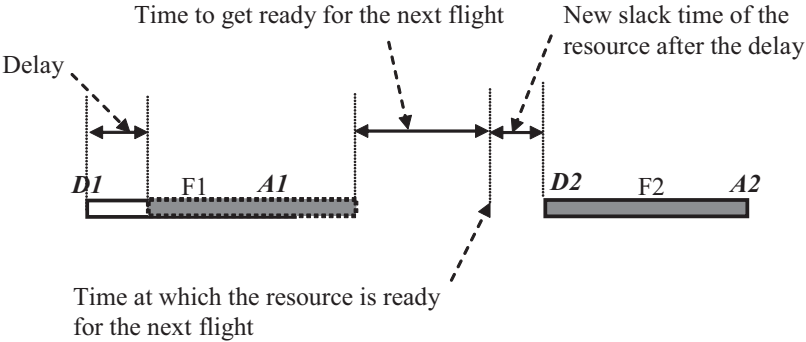 Time to get ready for the next flight
New slack time of the
resource after the delay
Delay
D1
F1
A1
D2
F2
A2
Time at which the resource is ready
for the next flight